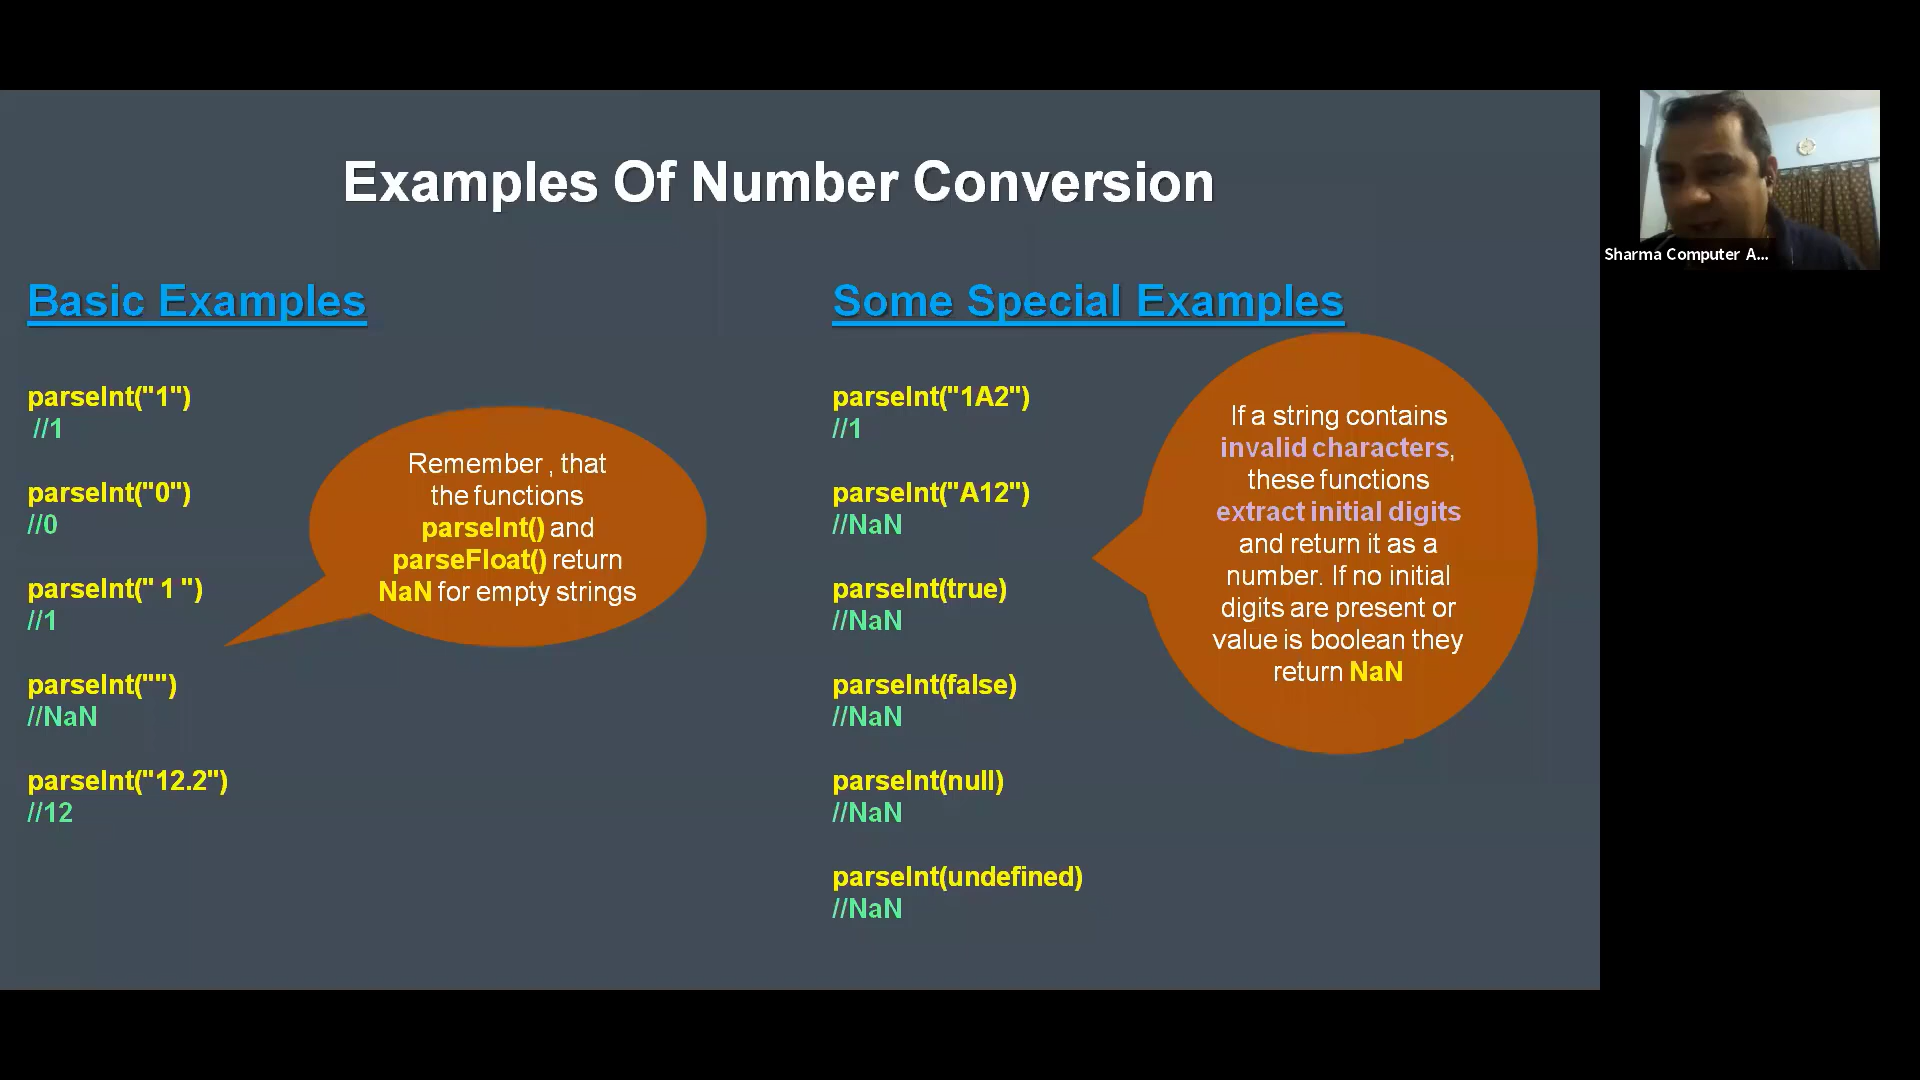 Examples Of Number Conversion
Basic Examples
parseInt("1")
//1
parseInt("0")
//0
parseInt(" 1 ")
//1
parseInt("")
//NaN
parseInt("12.2")
//12
Remember , that
the functions
parseInt() and
parseFloat() return
NaN for empty strings
Some Special Examples
parseInt("1A2")
//1
parseInt("A12")
//NaN
parseInt(true)
//NaN
parseInt(false)
//NaN
parseInt(null)
//NaN
parseInt(undefined)
//NaN
If a string contains
invalid characters,
these functions
extract initial digits
and return it as a
number. If no initial
digits are present or
value is boolean they
return NaN
Sharma Computer A...